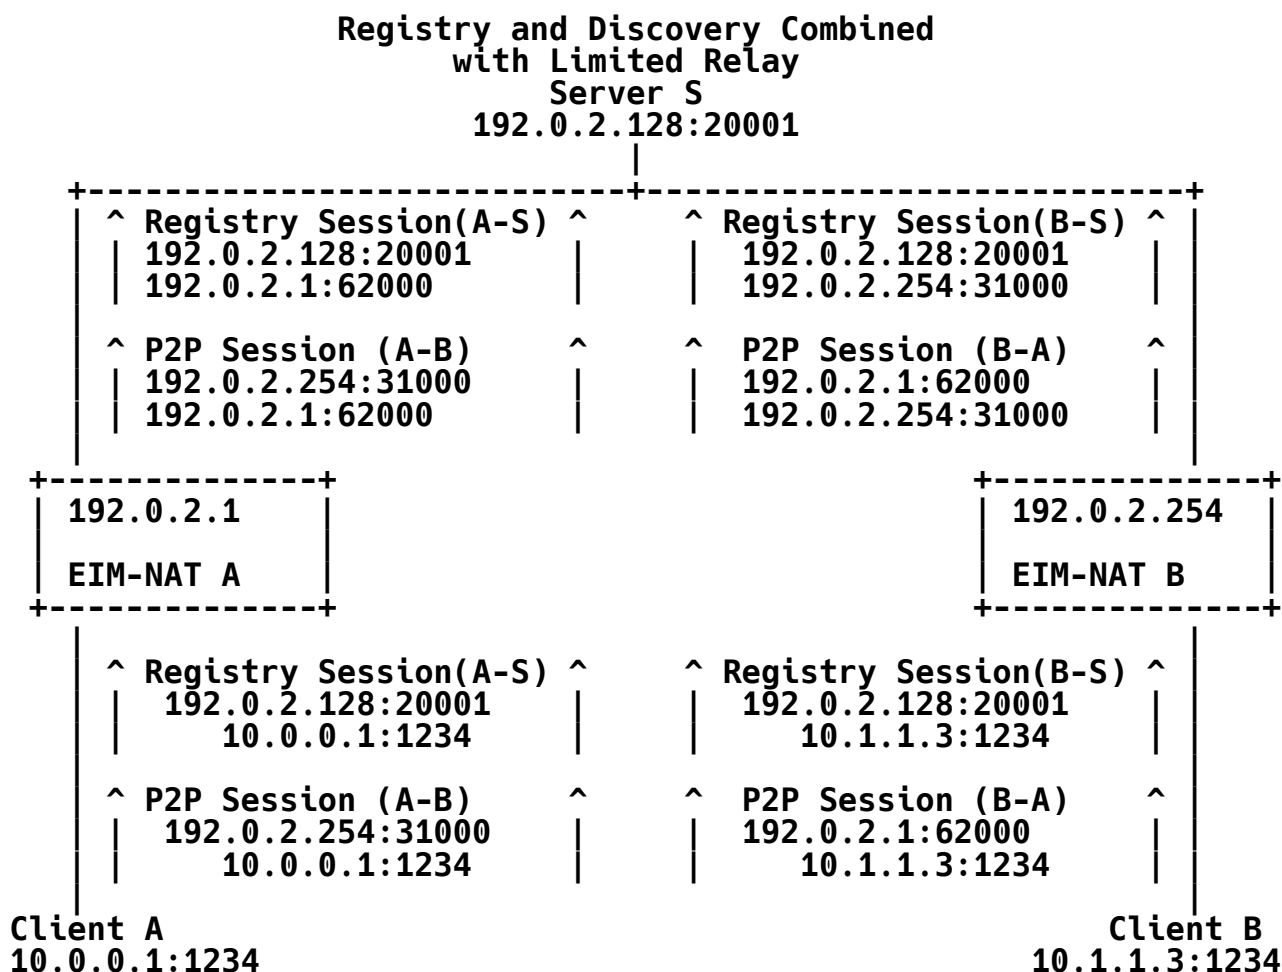 Registry and Discovery Combined
with Limited Relay
Server S
192.0.2.128:20001
|
+----------------------------+----------------------------+
| ^ Registry Session(A-S) ^     ^ Registry Session(B-S) ^ |
| | 192.0.2.128:20001     |     |  192.0.2.128:20001    | |
| | 192.0.2.1:62000       |     |  192.0.2.254:31000    | |
|                                                         |
| ^ P2P Session (A-B)     ^     ^  P2P Session (B-A)    ^ |
| | 192.0.2.254:31000     |     |  192.0.2.1:62000      | |
| | 192.0.2.1:62000       |     |  192.0.2.254:31000    | |
|                                                         |
+--------------+                                 +--------------+
| 192.0.2.1    |                                 | 192.0.2.254  |
|              |                                 |              |
| EIM-NAT A    |                                 | EIM-NAT B    |
+--------------+                                 +--------------+
|                                                         |
| ^ Registry Session(A-S) ^     ^ Registry Session(B-S) ^ |
| |  192.0.2.128:20001    |     |  192.0.2.128:20001    | |
| |     10.0.0.1:1234     |     |     10.1.1.3:1234     | |
|                                                         |
| ^ P2P Session (A-B)     ^     ^  P2P Session (B-A)    ^ |
| |  192.0.2.254:31000    |     |  192.0.2.1:62000      | |
| |     10.0.0.1:1234     |     |     10.1.1.3:1234     | |
|                                                         |
Client A                                                 Client B
10.0.0.1:1234                                        10.1.1.3:1234